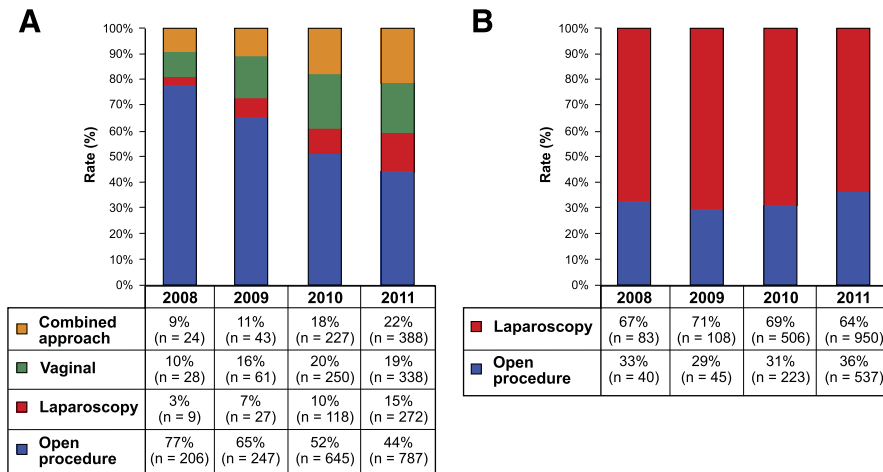 A
100%
90%
80%
70%
60%
50%
40%
30%
20%
10%
0%
Rate (%)
2008 2009 2010 2011
Combined approach 9% (n = 24) 11% (n = 43) 18% (n = 227) 22% (n = 388)
Vaginal 10% (n = 28) 16% (n = 61) 20% (n = 250) 19% (n = 338)
Laparoscopy 3% (n = 9) 7% (n = 27) 10% (n = 118) 15% (n = 272)
Open procedure 77% (n = 206) 65% (n = 247) 52% (n = 645) 44% (n = 787)
B
100%
90%
80%
70%
60%
50%
40%
30%
20%
10%
0%
Rate (%)
2008 2009 2010 2011
Laparoscopy 67% (n = 83) 71% (n = 108) 69% (n = 506) 64% (n = 950)
Open procedure 33% (n = 40) 29% (n = 45) 31% (n = 223) 36% (n = 537)